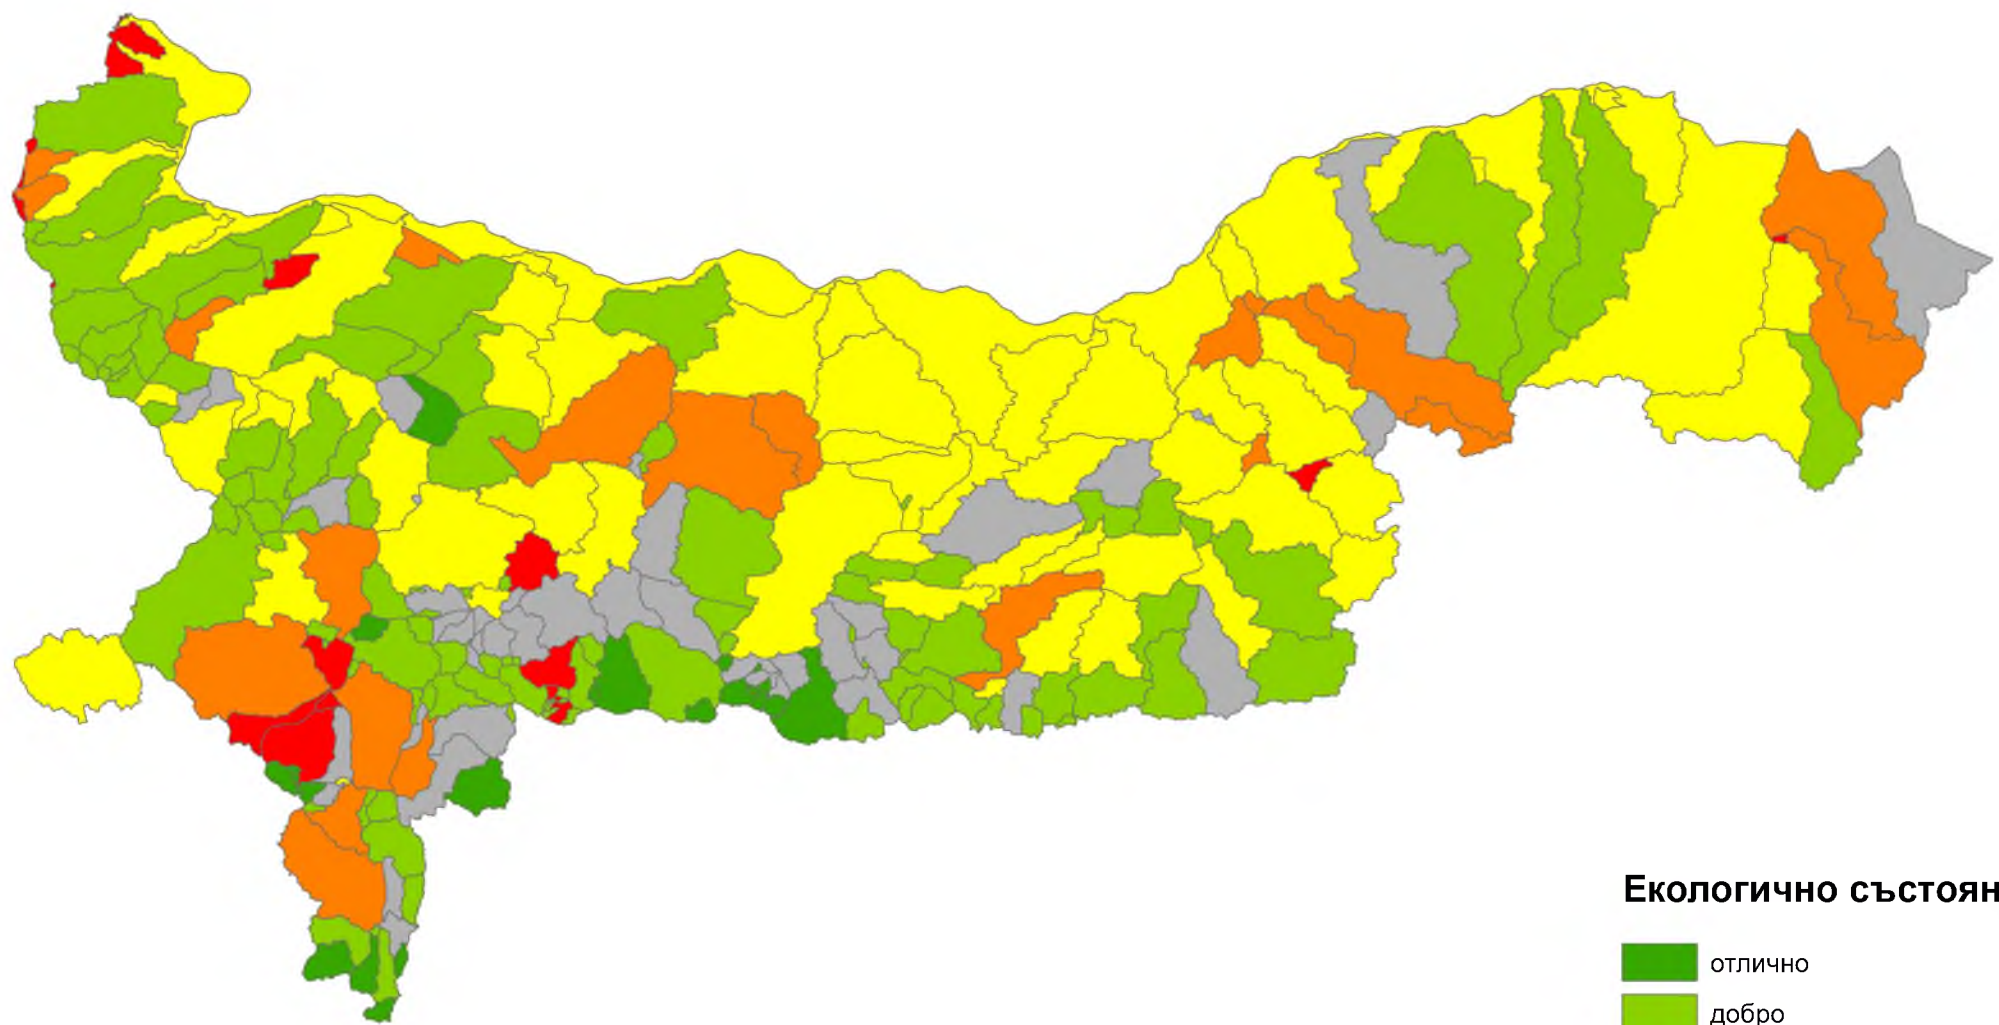 Екологично състоян
отлично
добро